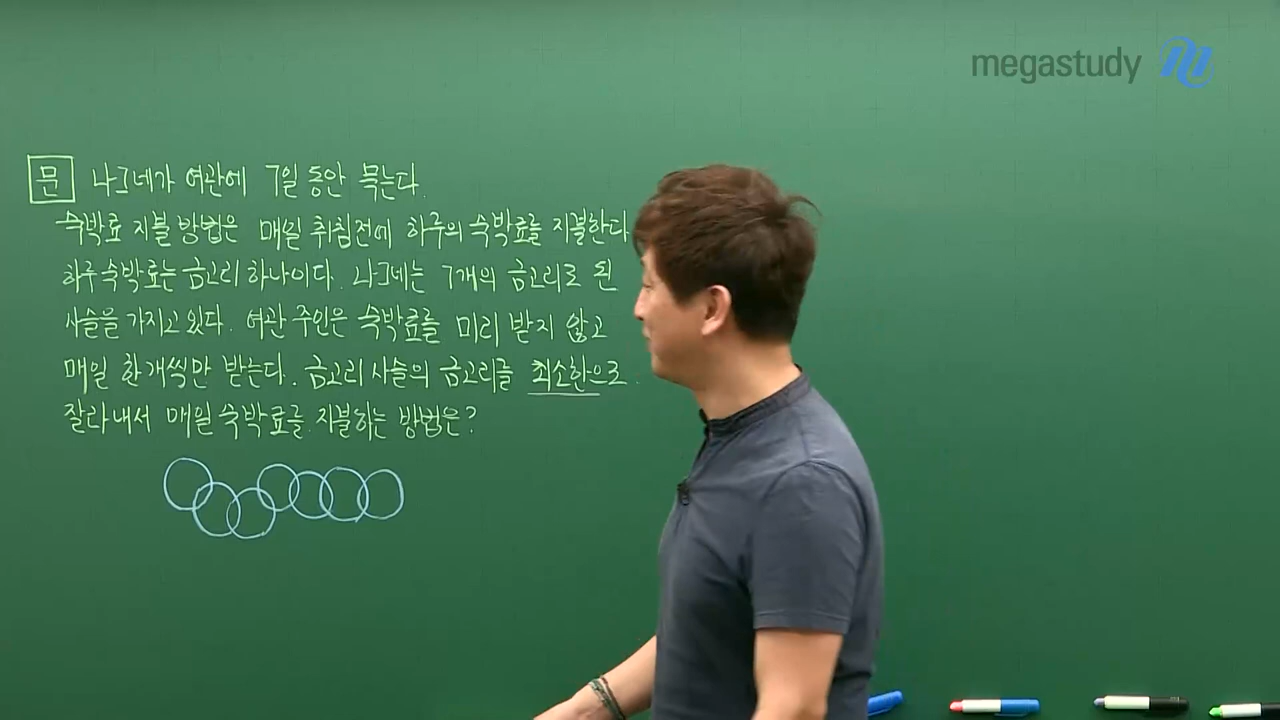 megastudy
문 나그네가 여관에 7일 동안 묵는다.
숙박료 지불 방법은 매일 취침전에 하루의 숙박료를 지불한다
하루 숙박료는 금고리 하나이다. 나그네는 7개의 금고리로 된
사슬을 가지고 있다. 여관 주인은 숙박료를 미리 받지 않고
매일 한 개씩만 받는다. 금고리 사슬의 금고리를 최소한으로
잘라내서 매일 숙박료를 지불하는 방법은?